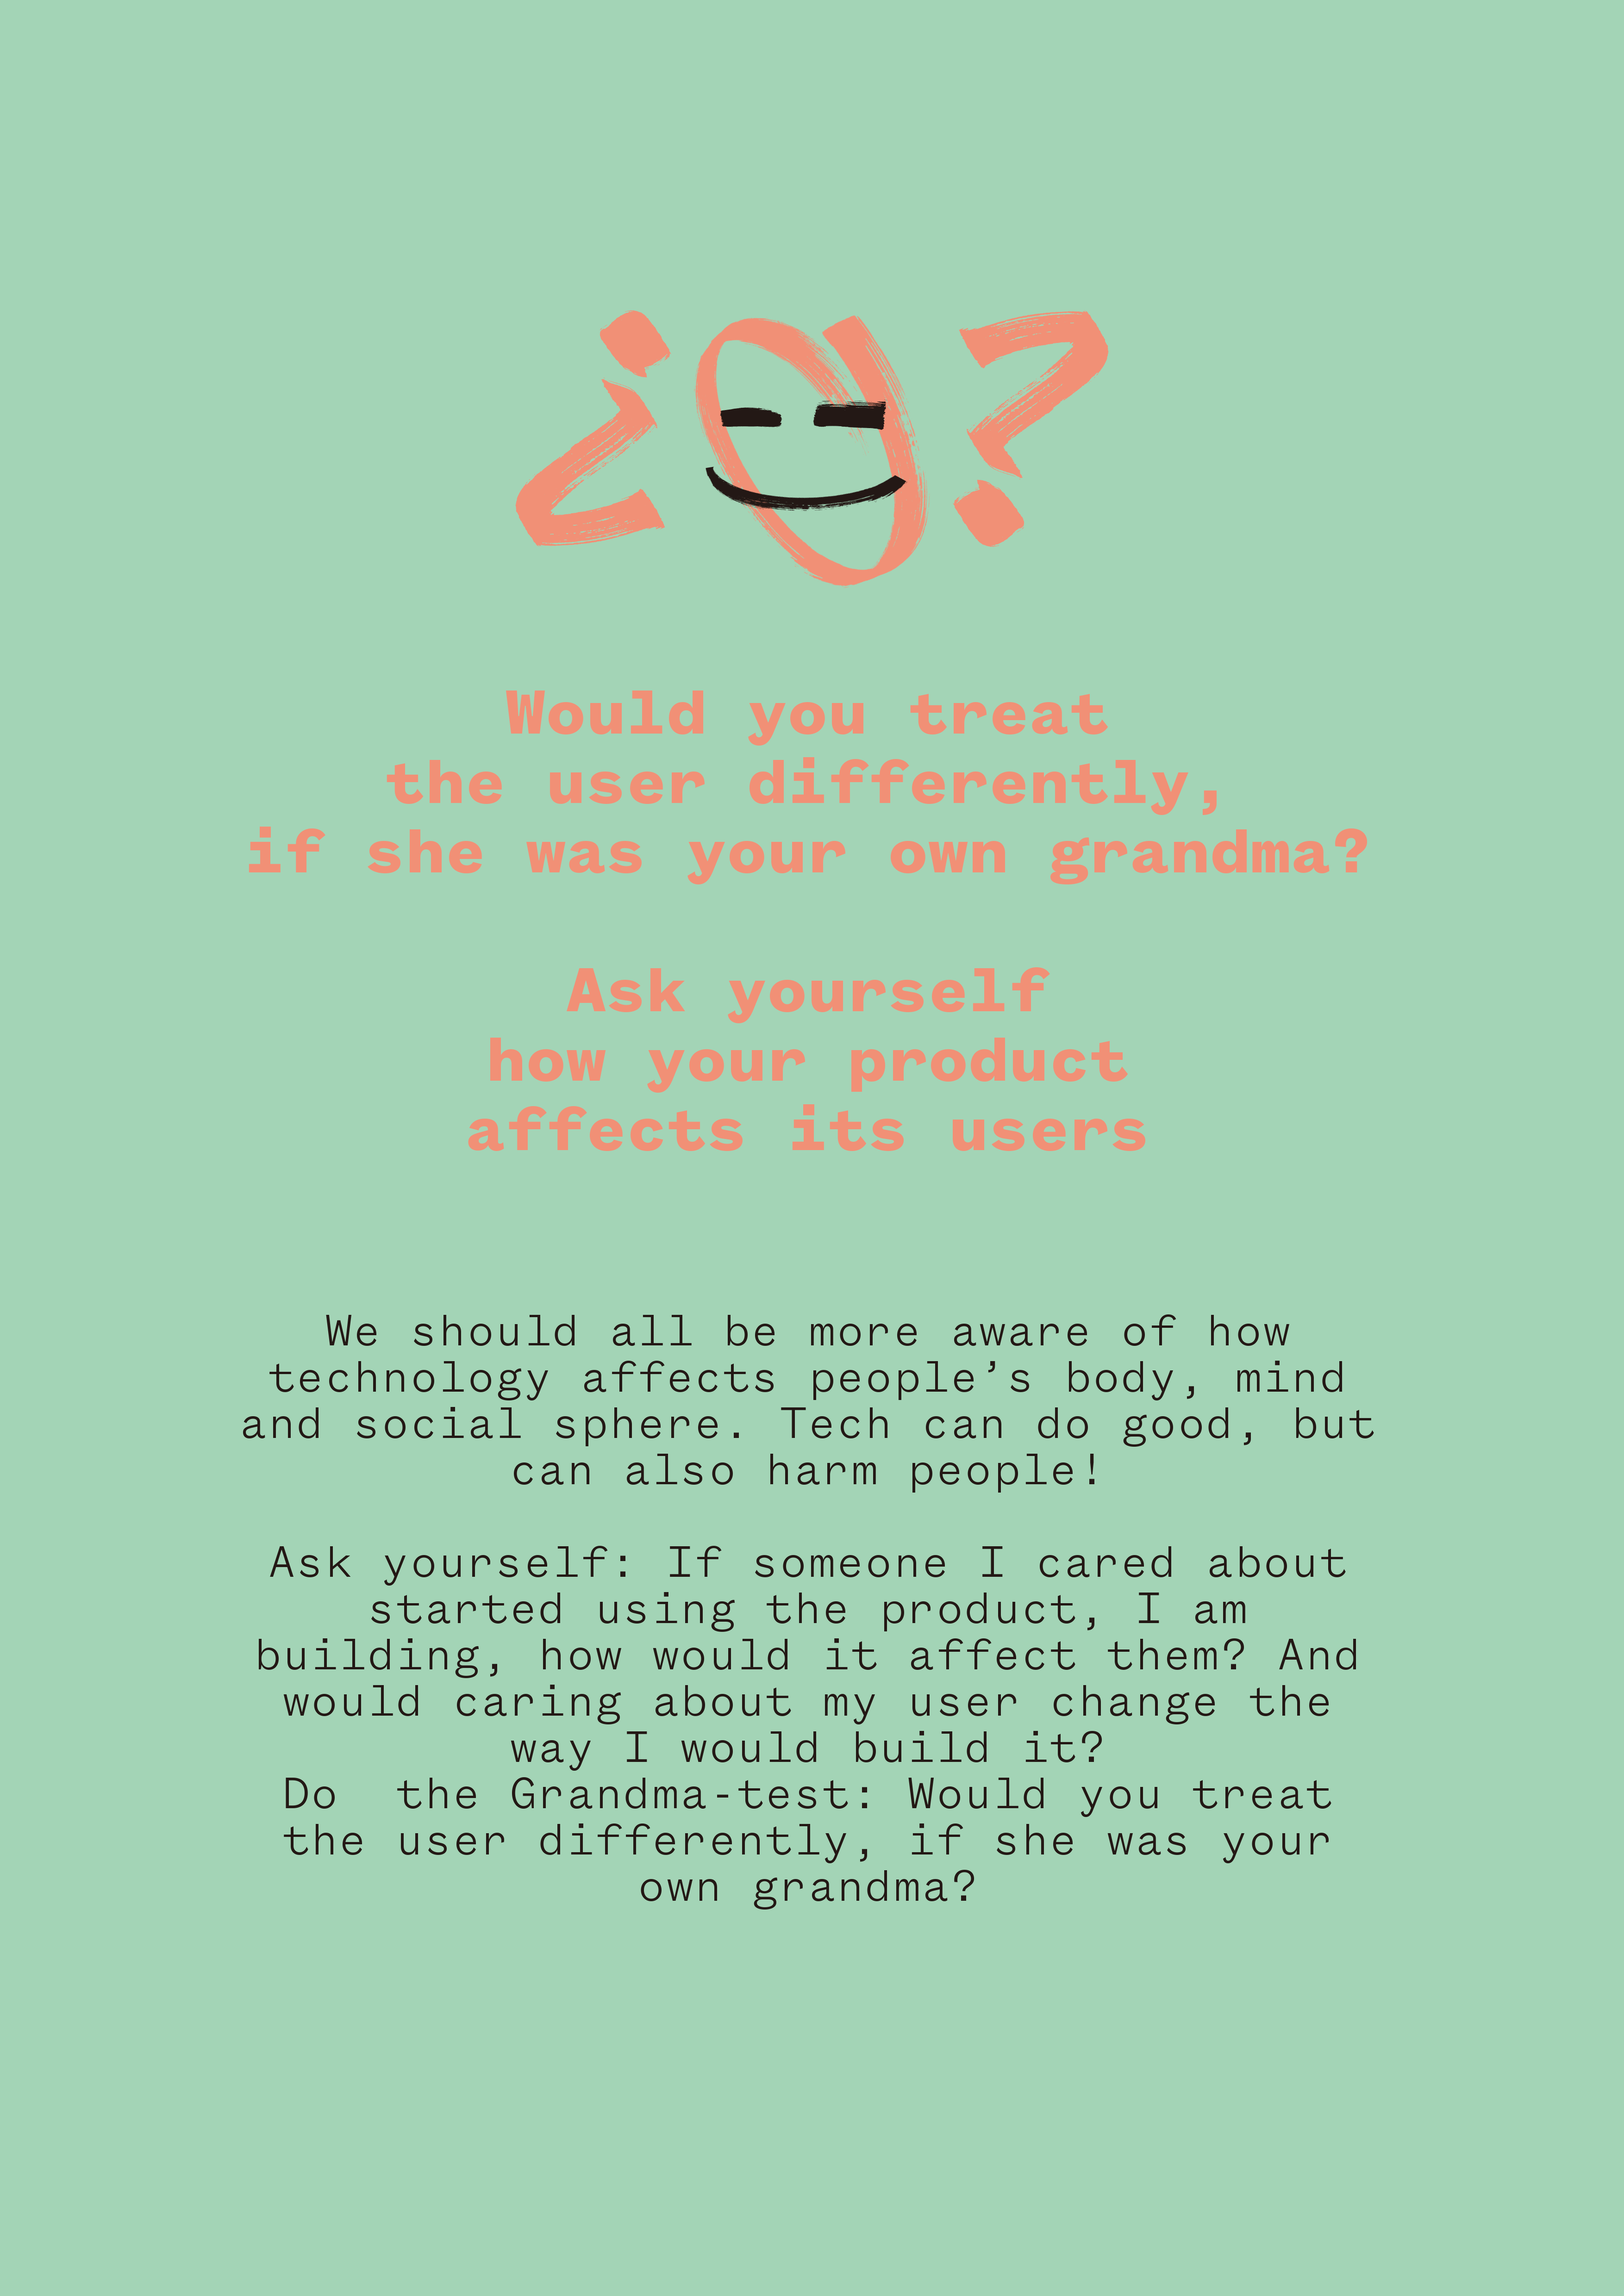 ¿ ?
Would you treat
the user differently,
if she was your own grandma?
Ask yourself
how your product
affects its users
We should all be more aware of how
technology affects people’s body, mind
and social sphere. Tech can do good, but
can also harm people!
Ask yourself: If someone I cared about
started using the product, I am
building, how would it affect them? And
would caring about my user change the
way I would build it?
Do  the Grandma-test: Would you treat
the user differently, if she was your
own grandma?